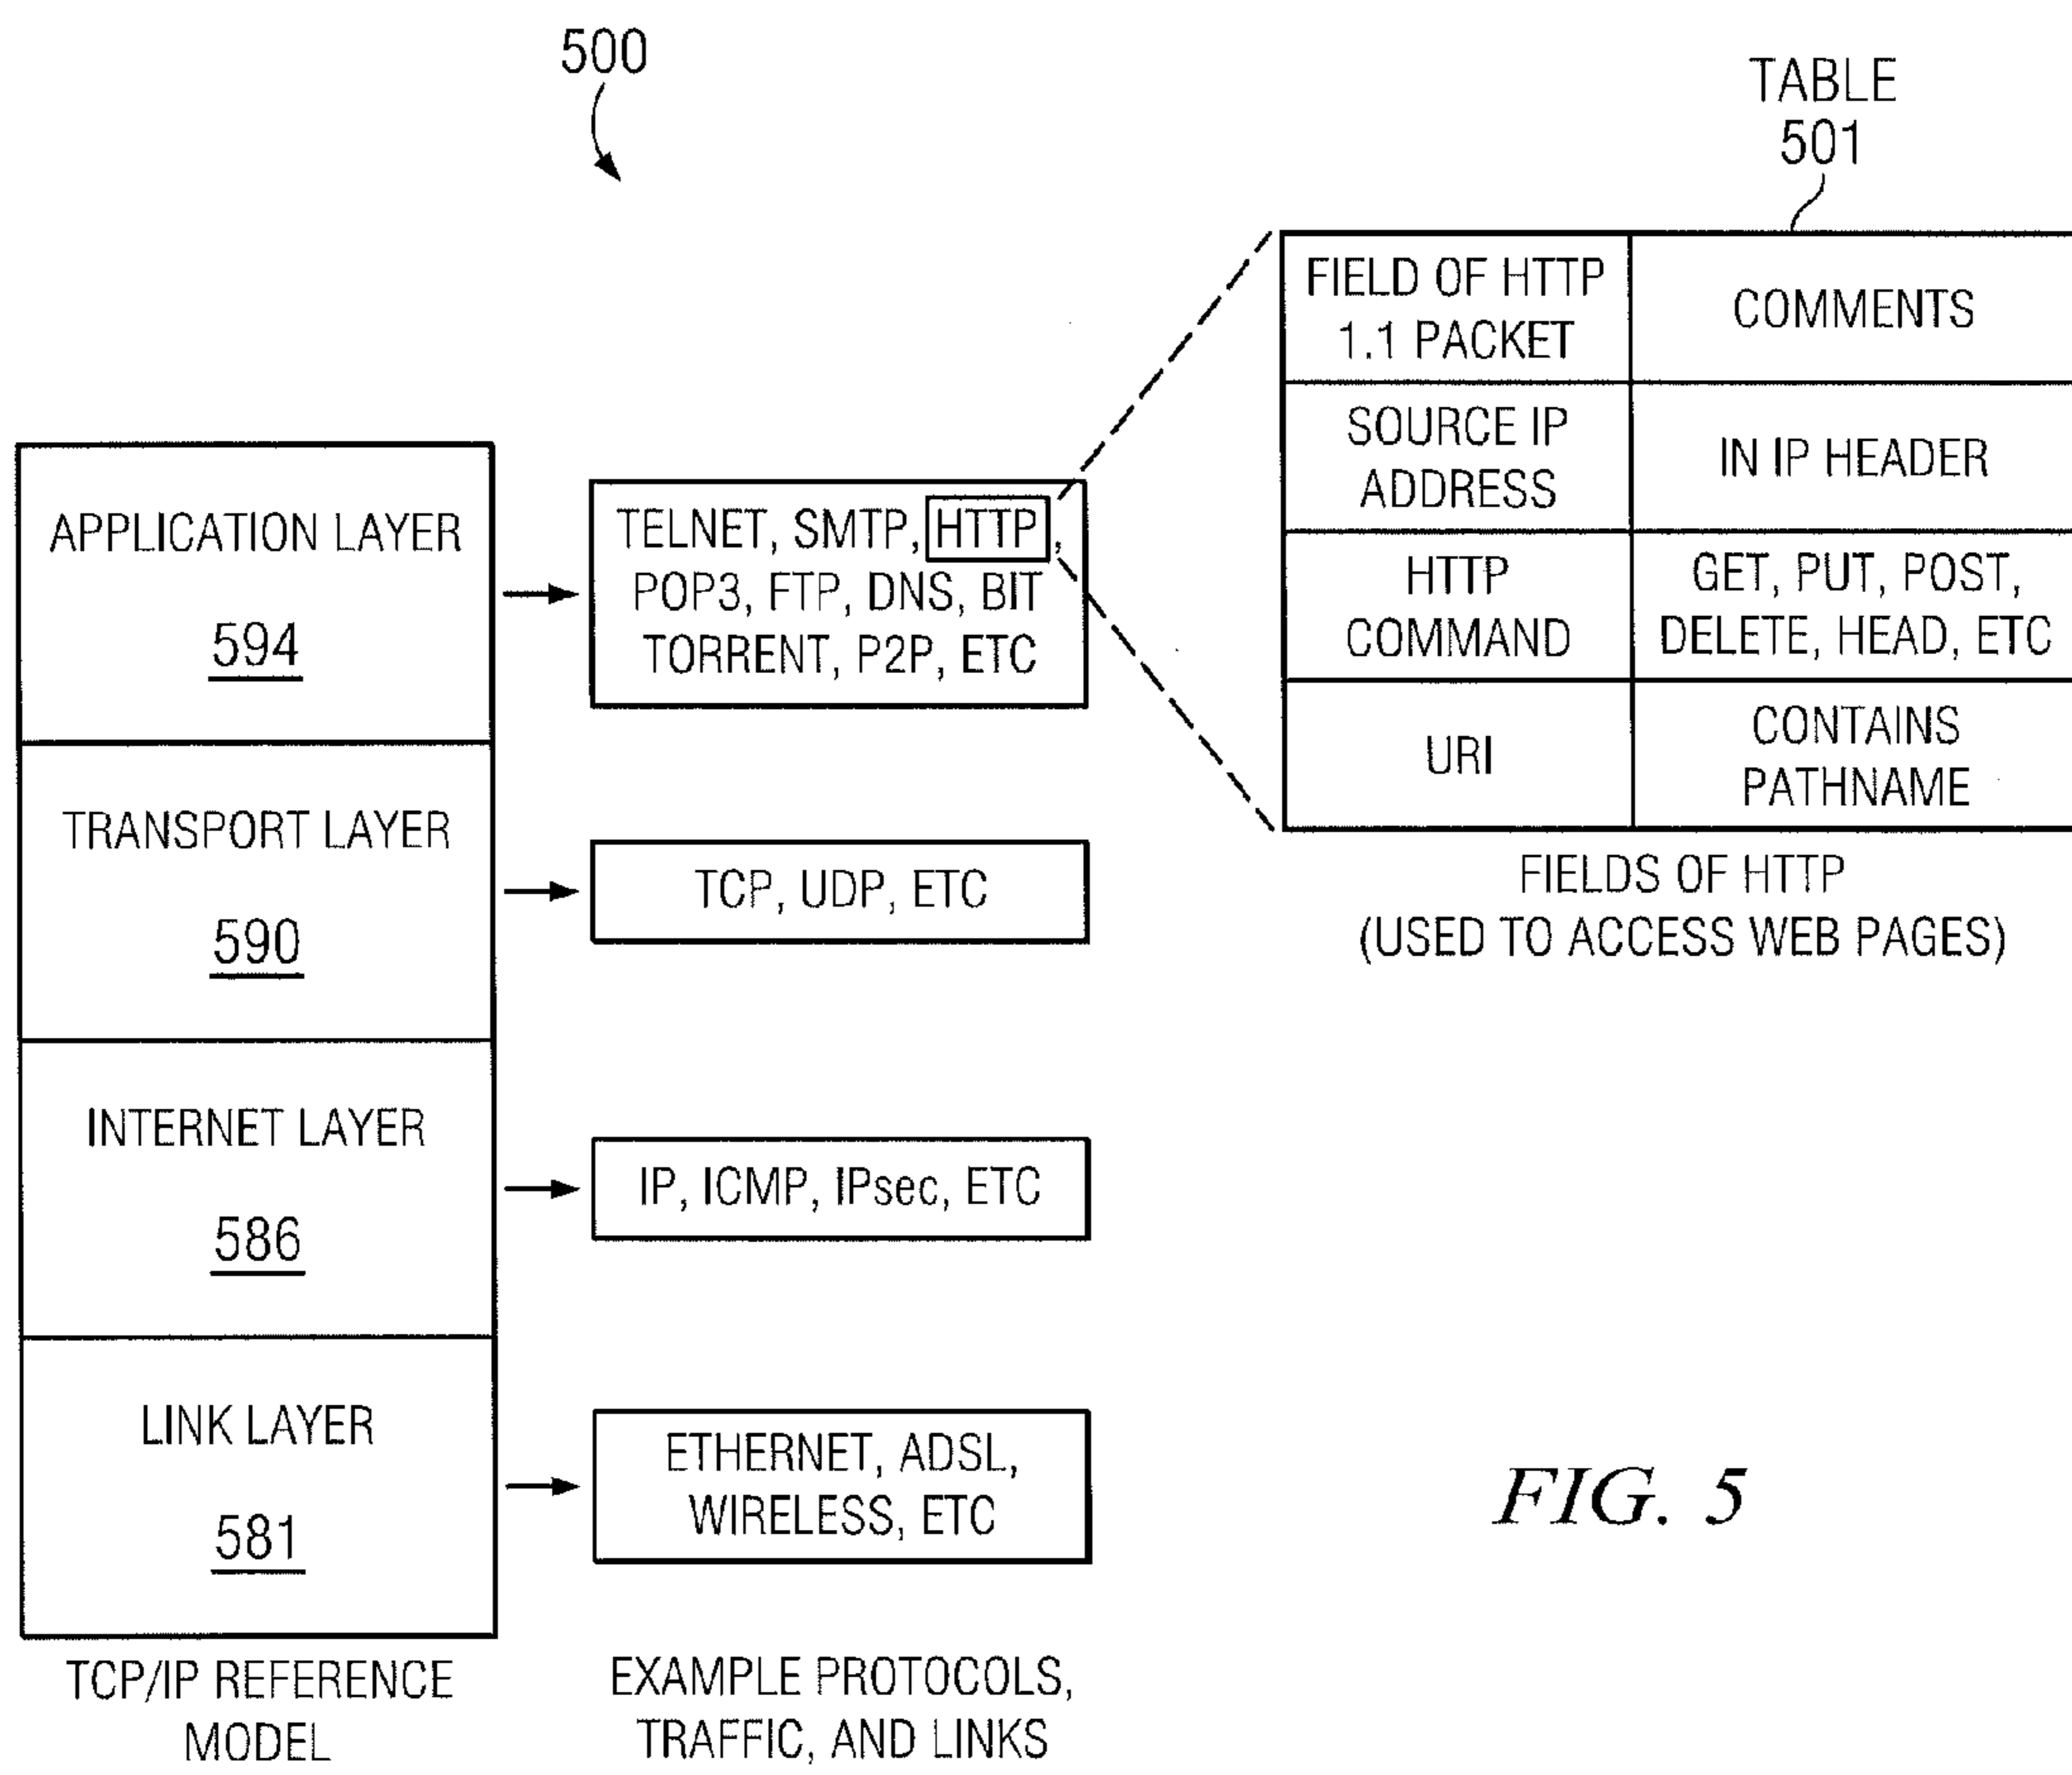 500
TABLE
501
FIELD OF HTTP
1.1 PACKET
COMMENTS
SOURCE IP
ADDRESS
IN IP HEADER
HTTP
COMMAND
GET, PUT, POST,
DELETE, HEAD, ETC
URI
CONTAINS
PATHNAME
FIELDS OF HTTP
(USED TO ACCESS WEB PAGES)
APPLICATION LAYER
594
TELNET, SMTP, HTTP,
POP3, FTP, DNS, BIT
TORRENT, P2P, ETC
TRANSPORT LAYER
590
TCP, UDP, ETC
INTERNET LAYER
586
IP, ICMP, IPsec, ETC
LINK LAYER
581
ETHERNET, ADSL,
WIRELESS, ETC
TCP/IP REFERENCE
MODEL
EXAMPLE PROTOCOLS,
TRAFFIC, AND LINKS
FIG. 5